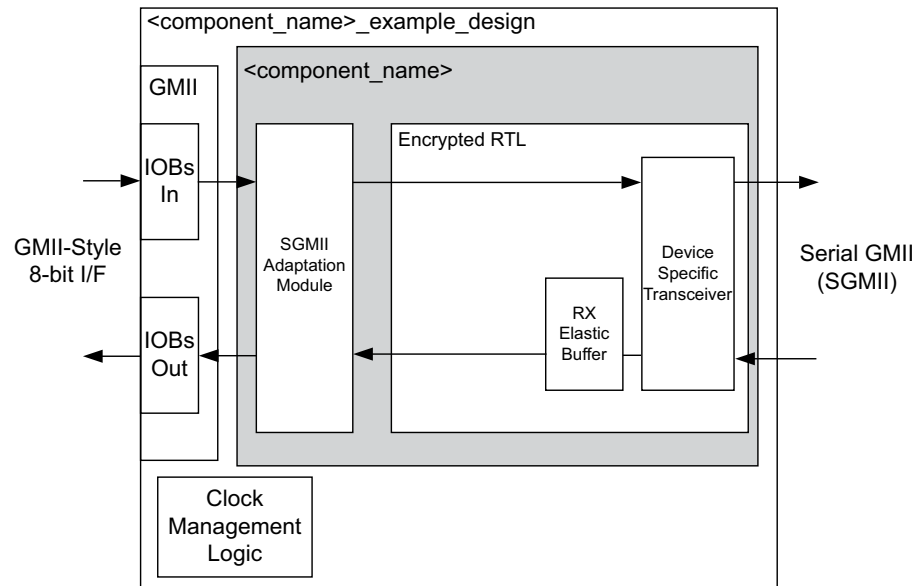 <component_name>_example_design
<component_name>
GMII
Encrypted RTL
IOBs
In
GMII-Style
8-bit I/F
SGMII
Adaptation
Module
Device
Specific
Transceiver
Serial GMII
(SGMII)
RX
Elastic
Buffer
IOBs
Out
Clock
Management
Logic